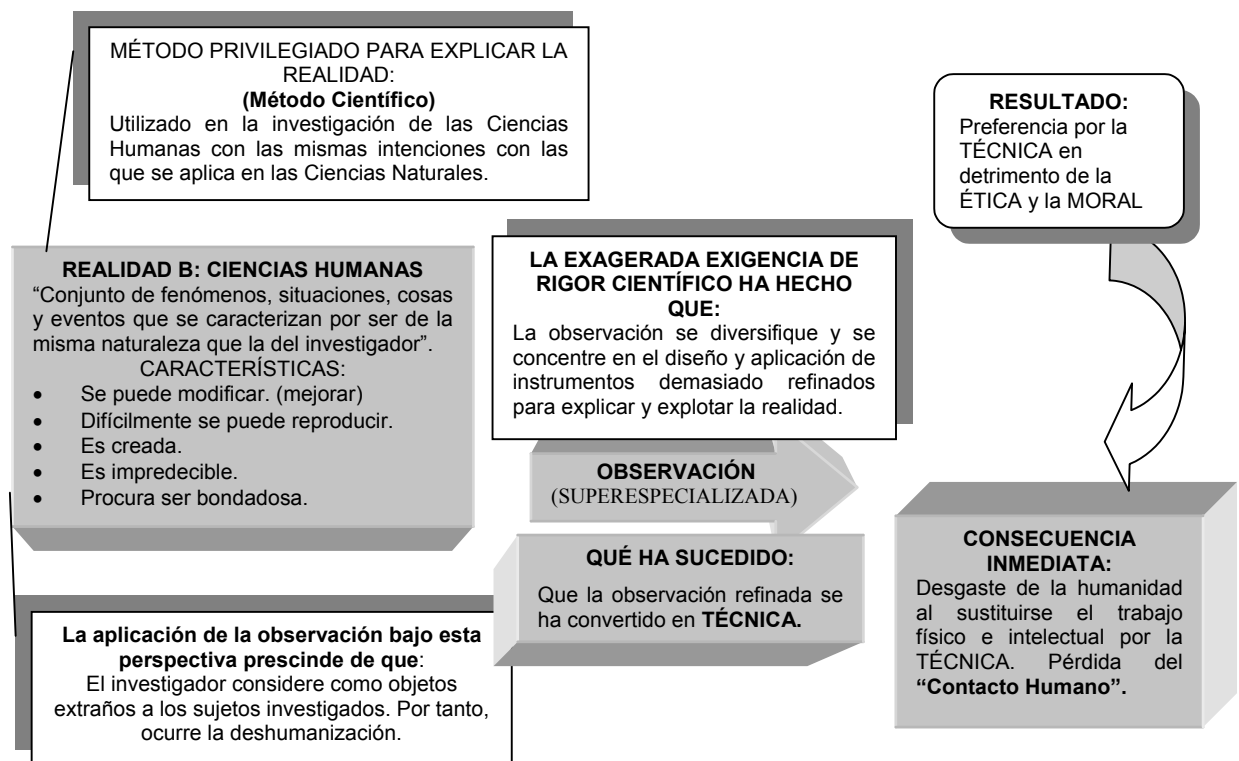 MÉTODO PRIVILEGIADO PARA EXPLICAR LA
REALIDAD:
(Método Científico)
Utilizado en la investigación de las Ciencias
Humanas con las mismas intenciones con las
que se aplica en las Ciencias Naturales.
REALIDAD B: CIENCIAS HUMANAS
“Conjunto de fenómenos, situaciones, cosas
y eventos que se caracterizan por ser de la
misma naturaleza que la del investigador”.
CARACTERÍSTICAS:
• Se puede modificar. (mejorar)
• Difícilmente se puede reproducir.
• Es creada.
• Es impredecible.
• Procura ser bondadosa.
La aplicación de la observación bajo esta
perspectiva prescinde de que:
El investigador considere como objetos
extraños a los sujetos investigados. Por tanto,
ocurre la deshumanización.
LA EXAGERADA EXIGENCIA DE
RIGOR CIENTÍFICO HA HECHO
QUE:
La observación se diversifique y se
concentre en el diseño y aplicación de
instrumentos demasiado refinados
para explicar y explotar la realidad.
OBSERVACIÓN
(SUPERESPECIALIZADA)
QUÉ HA SUCEDIDO:
Que la observación refinada se
ha convertido en TÉCNICA.
RESULTADO:
Preferencia por la
TÉCNICA en
detrimento de la
ÉTICA y la MORAL
CONSECUENCIA
INMEDIATA:
Desgaste de la humanidad
al sustituirse el trabajo
físico e intelectual por la
TÉCNICA. Pérdida del
“Contacto Humano”.